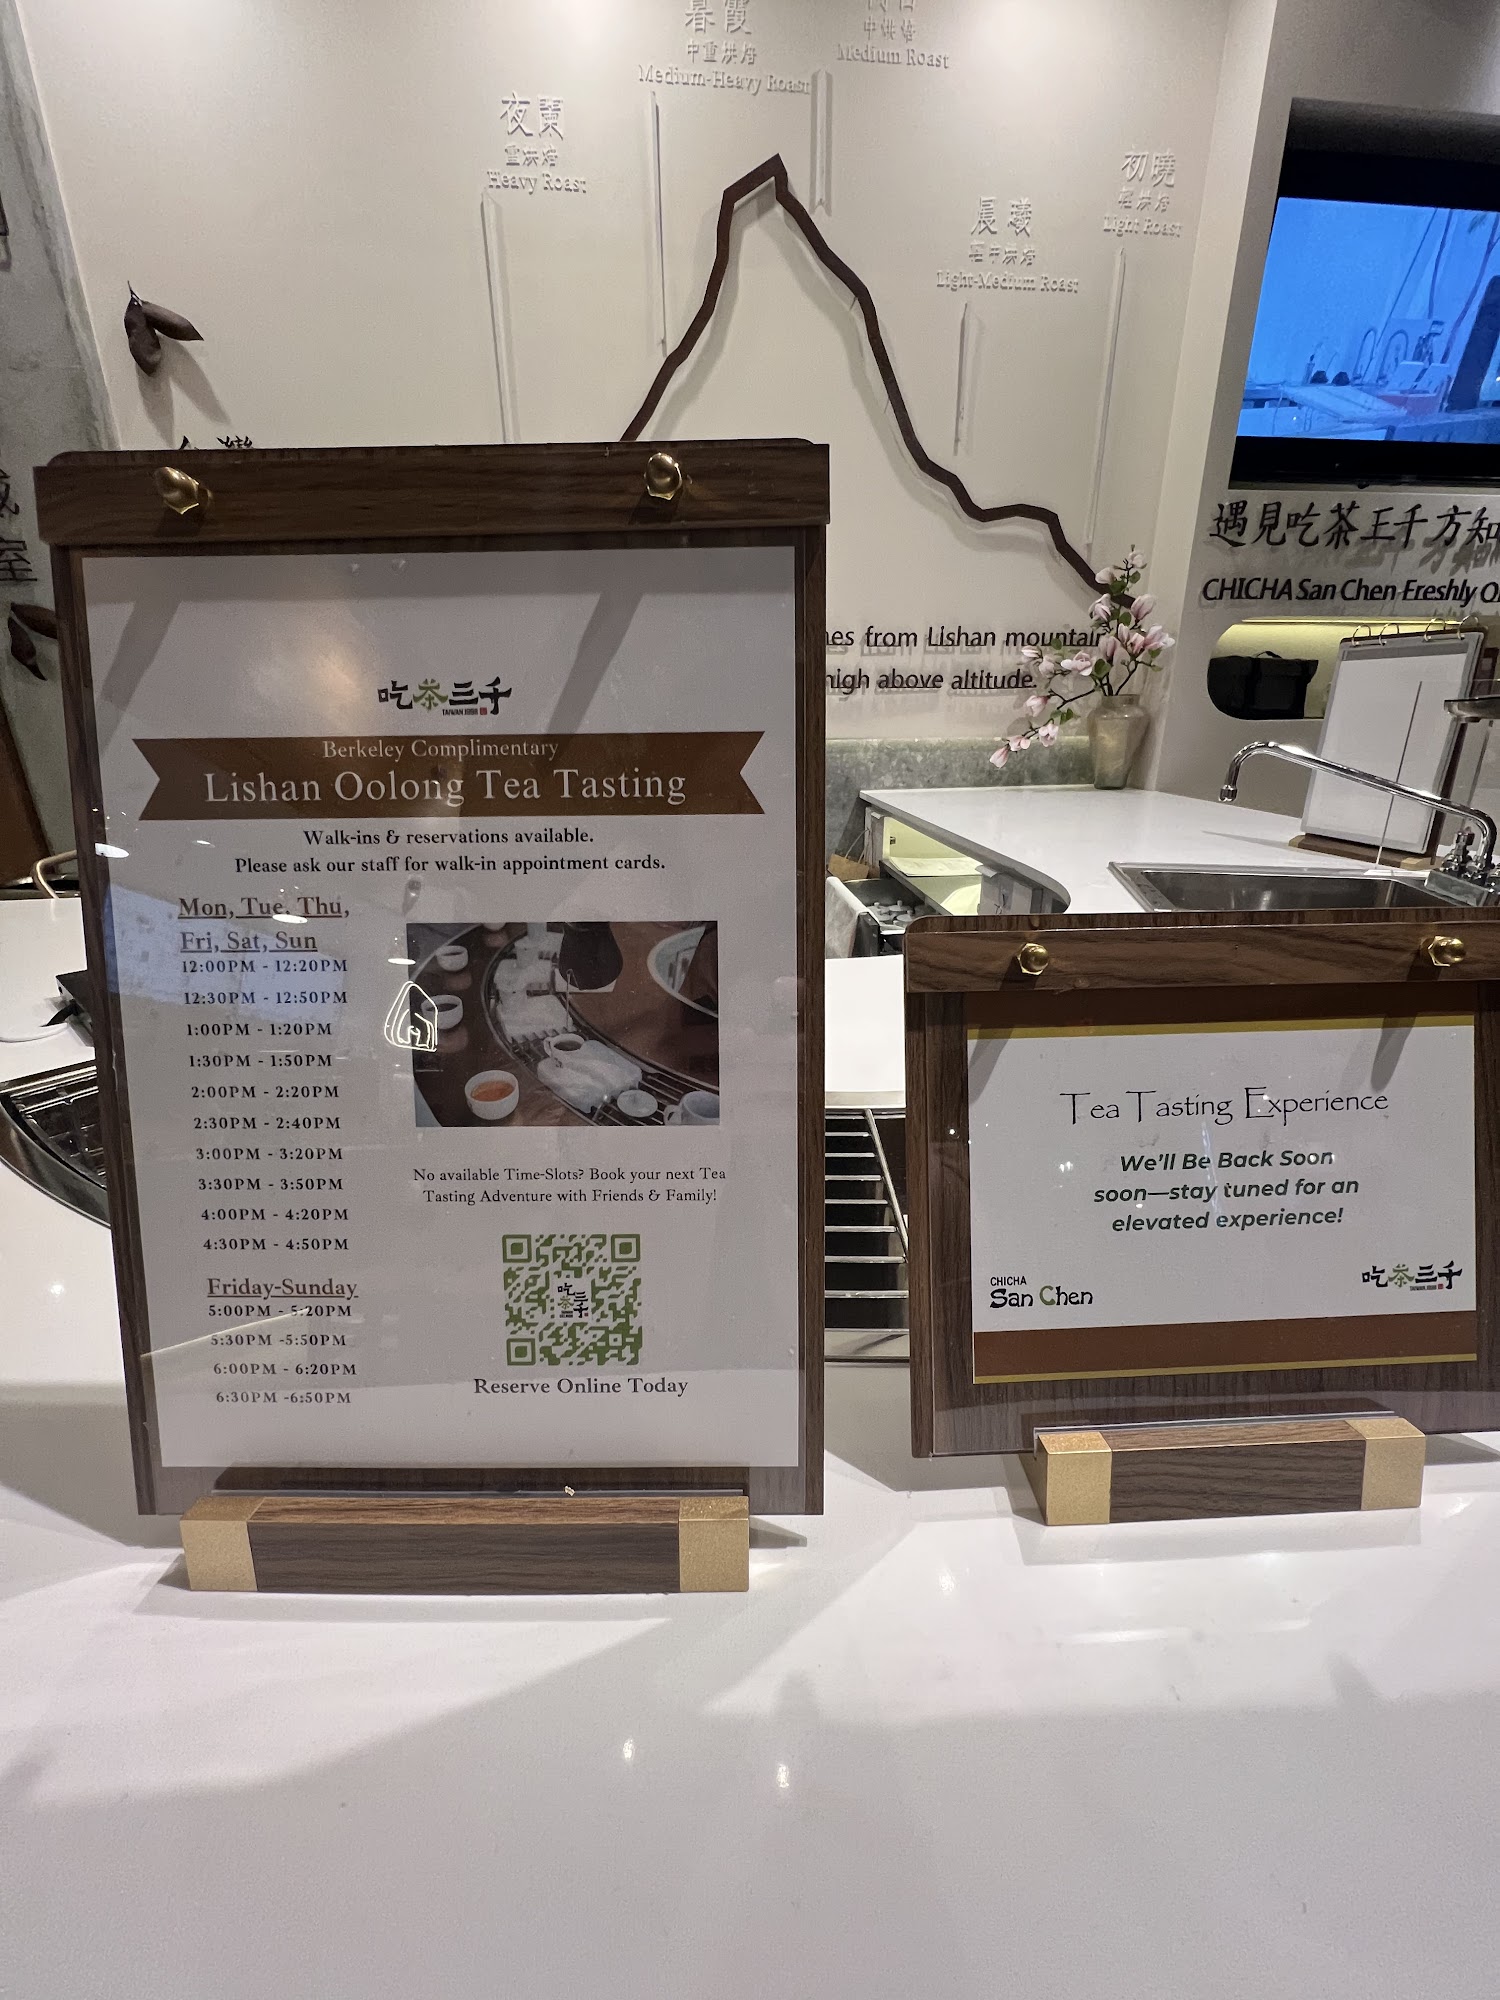 暮霞
中重烘焙
Medium-Heavy Roast
中烘焙
Medium Roast
夜蘭
重烘焙
Heavy Roast
初曉
輕烘焙
Light Roast
晨曦
輕中烘焙
Light-Medium Roast
遇見吃茶三千方知
CHICHA San Chen Freshly
from Lishan mountain
high above altitude.
吃茶三千
TAIWAN
Berkeley Complimentary
Lishan Oolong Tea Tasting
Walk-ins & reservations available.
Please ask our staff for walk-in appointment cards.
Mon, Tue, Thu,
Fri, Sat, Sun
12:00PM - 12:20PM
12:30PM - 12:50PM
1:00PM - 1:20PM
1:30PM - 1:50PM
2:00PM - 2:20PM
2:30PM - 2:40PM
3:00PM - 3:20PM
3:30PM - 3:50PM
4:00PM - 4:20PM
4:30PM - 4:50PM
Friday-Sunday
5:00PM - 5:20PM
5:30PM -5:50PM
6:00PM - 6:20PM
6:30PM -6:50PM
No available Time-Slots? Book your next Tea
Tasting Adventure with Friends & Family!
吃茶三千
Reserve Online Today
Tea Tasting Experience
We'll Be Back Soon
soon—stay tuned for an
elevated experience!
CHICHA
San Chen
吃茶三千